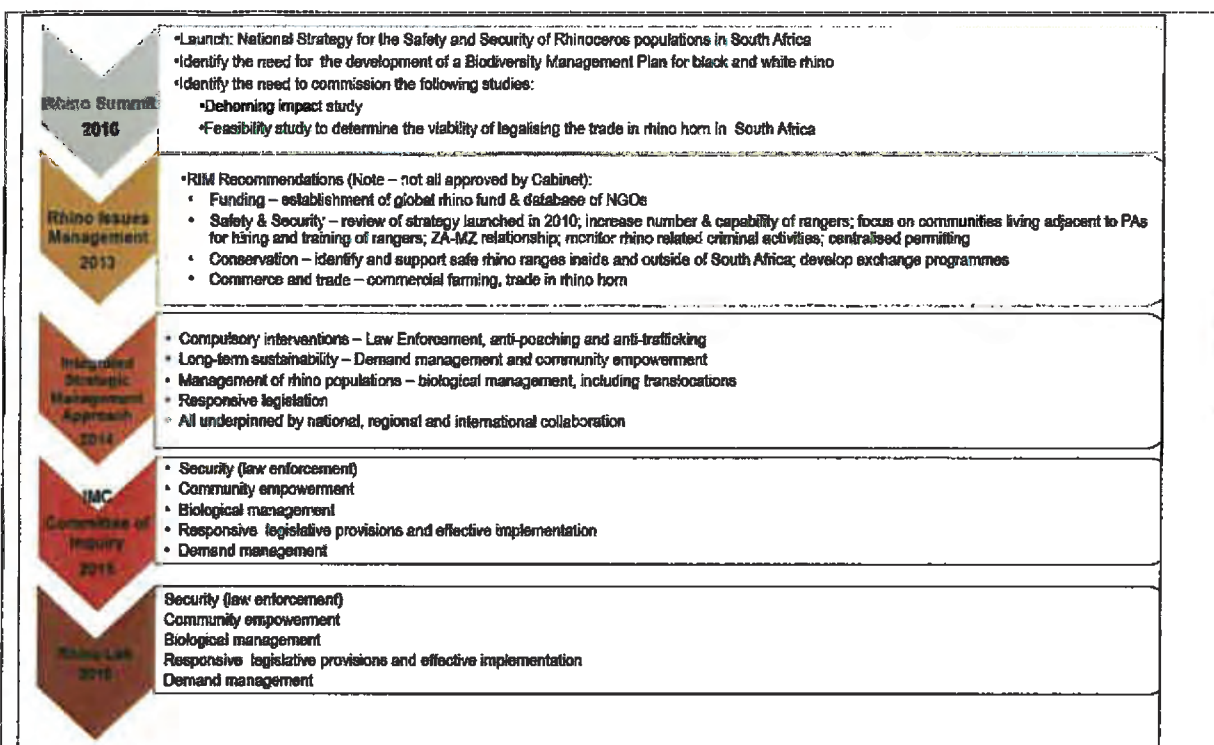 •Launch: National Strategy for the Safety and Security of Rhinoceros populations in South Africa
•Identify the need for the development of a Biodiversity Management Plan for black and white rhino
•Identify the need to commission the following studies:
•Dehorning impact study
•Feasibility study to determine the viability of legalising the trade in rhino horn in South Africa
Rhino Summit
2010
•RIM Recommendations (Note – not all approved by Cabinet):
• Funding – establishment of global rhino fund & database of NGOs
• Safety & Security – review of strategy launched in 2010; increase number & capability of rangers; focus on communities living adjacent to PAs
for hiring and training of rangers; ZA-MZ relationship; monitor rhino related criminal activities; centralised permitting
• Conservation – identify and support safe rhino ranges inside and outside of South Africa; develop exchange programmes
• Commerce and trade – commercial farming, trade in rhino horn
Rhino Issues
Management
2013
• Compulsory interventions – Law Enforcement, anti-poaching and anti-trafficking
• Long-term sustainability – Demand management and community empowerment
• Management of rhino populations – biological management, including translocations
• Responsive legislation
• All underpinned by national, regional and international collaboration
Integrated
Strategic
Management
Approach
2014
• Security (law enforcement)
• Community empowerment
• Biological management
• Responsive legislative provisions and effective implementation
• Demand management
IMC
Committee of
Inquiry
Security (law enforcement)
Community empowerment
Biological management
Responsive legislative provisions and effective implementation
Demand management
Rhino Lab